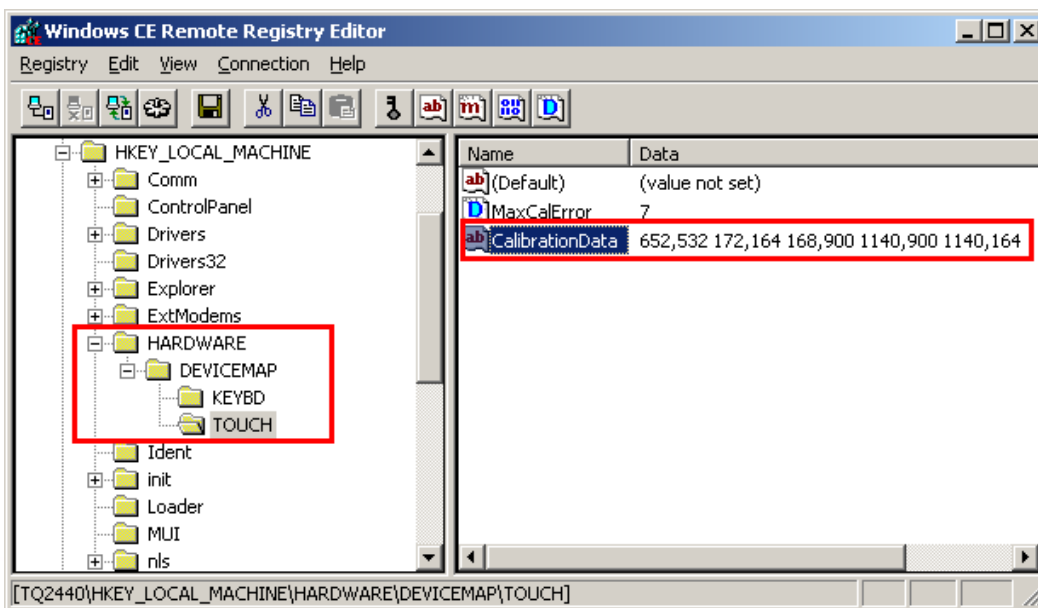 Windows CE Remote Registry Editor
Registry Edit View Connection Help
HKEY_LOCAL_MACHINE
Comm
ControlPanel
Drivers
Drivers32
Explorer
ExtModems
HARDWARE
DEVICEMAP
KEYBD
TOUCH
Ident
init
Loader
MUI
nls
Name Data
(Default) (value not set)
MaxCalError 7
CalibrationData 652,532 172,164 168,900 1140,900 1140,164
[TQ2440\HKEY_LOCAL_MACHINE\HARDWARE\DEVICEMAP\TOUCH]